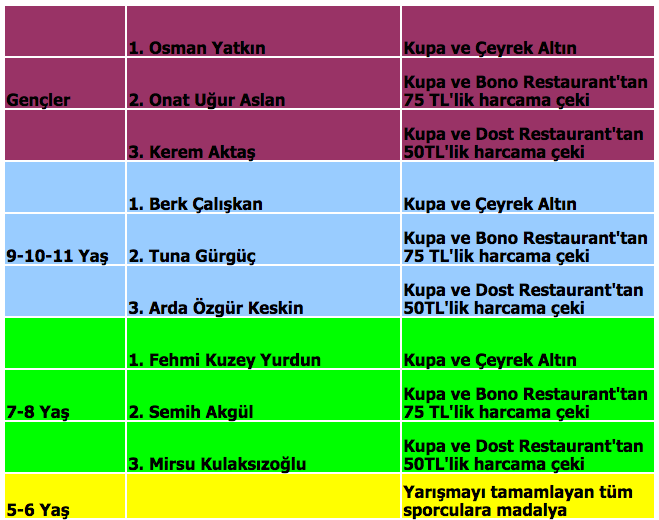 1. Osman Yatkın
Kupa ve Çeyrek Altın
Gençler
2. Onat Uğur Aslan
Kupa ve Bono Restaurant'tan
75 TL'lik harcama çeki
3. Kerem Aktaş
Kupa ve Dost Restaurant'tan
50TL'lik harcama çeki
1. Berk Çalışkan
Kupa ve Çeyrek Altın
9-10-11 Yaş
2. Tuna Gürgüç
Kupa ve Bono Restaurant'tan
75 TL'lik harcama çeki
3. Arda Özgür Keskin
Kupa ve Dost Restaurant'tan
50TL'lik harcama çeki
1. Fehmi Kuzey Yurdun
Kupa ve Çeyrek Altın
7-8 Yaş
2. Semih Akgül
Kupa ve Bono Restaurant'tan
75 TL'lik harcama çeki
3. Mirsu Kulaksızoğlu
Kupa ve Dost Restaurant'tan
50TL'lik harcama çeki
5-6 Yaş
Yarışmayı tamamlayan tüm
sporculara madalya